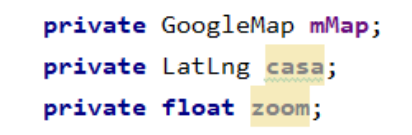 private GoogleMap mMap;
private LatLng casa;
private float zoom;